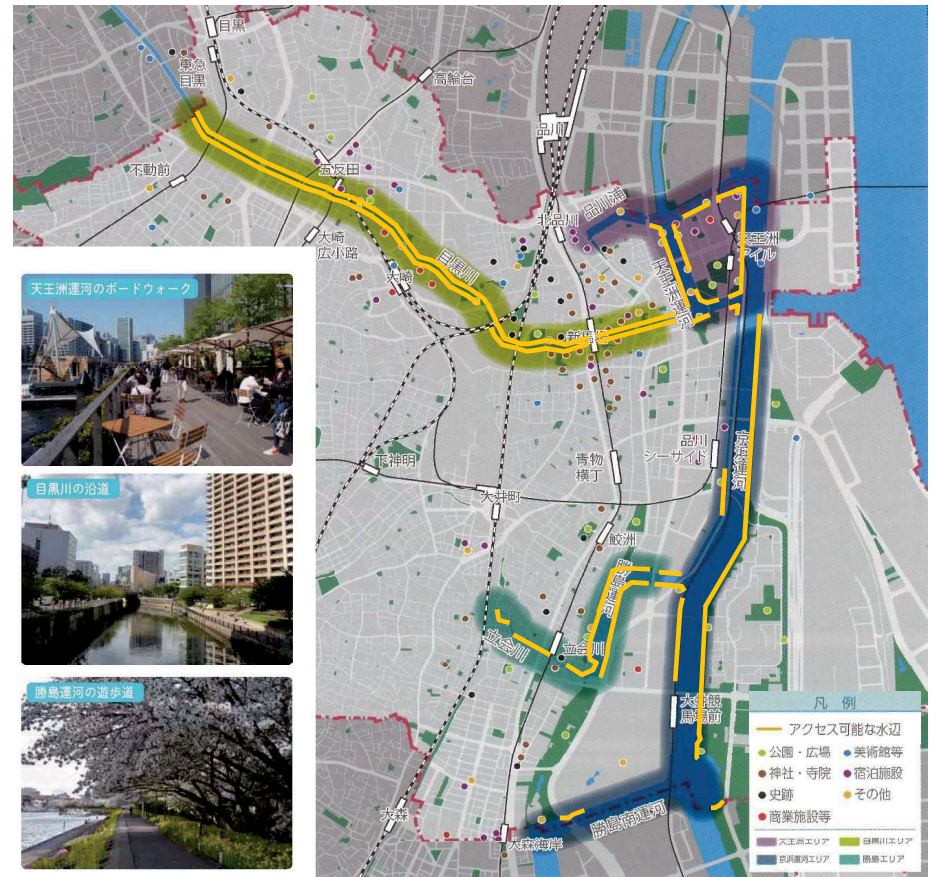 目黒
東急
目黒
高輪台
品川
不動前
五反田
北品川
品川浦
大崎
広小路
天王洲
アイル
目黒川
大崎
天王洲運河
天王洲運河のボードウォーク
京浜運河
品川
シーサイド
青物
横丁
下神明
大井町
目黒川の沿道
鮫洲
勝島運河
立会川
立会川
勝島運河の遊歩道
大井競
馬場前
凡 例
アクセス可能な水辺
公園・広場
美術館等
神社・寺院
宿泊施設
史跡
その他
商業施設等
天王洲エリア
目黒川エリア
京浜運河エリア
勝島エリア
大森
勝島南運河
大森海岸